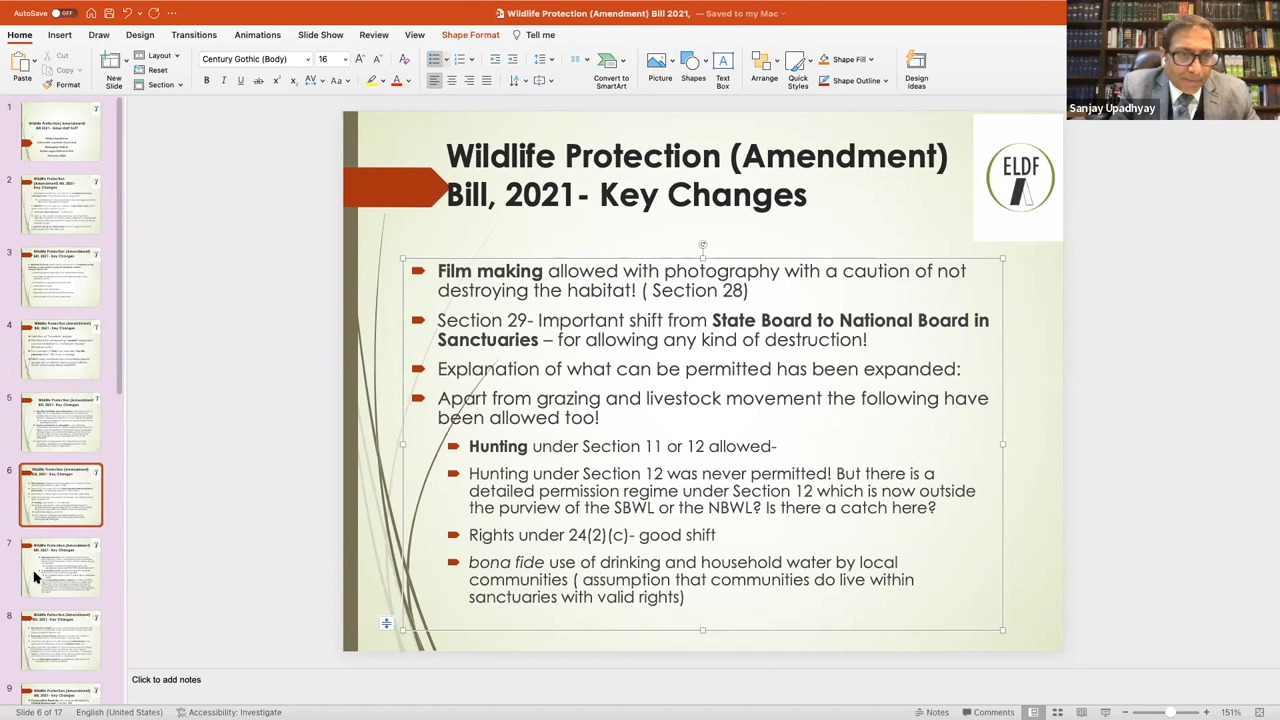 AutoSave OFF
Wildlife Protection (Amendment) Bill 2021, — Saved to my Mac
Home Insert Draw Design Transitions Animations Slide Show Review View Shape Format Tell me
Paste
Cut
Copy
Format
New Slide
Layout
Reset
Section
Century Gothic (Body) 16
Convert to SmartArt
Picture
Shapes
Text Box
Arrange
Quick Styles
Shape Fill
Shape Outline
Design Ideas
Sanjay Upadhyay
1
2
3
4
5
6
7
8
9
Wildlife Protection (Amendment)
Bill 2021- Key Changes
ELDF
Film making allowed with photography with a caution of not
destroying the habitat! ( Section 28)
Section 29- Important shift from State Board to National Board in
Sanctuaries – for allowing any kind of destruction!
Explanation of what can be permitted has been expanded:
Apart from grazing and livestock movement the following have
been allowed too!
Hunting under Section 11 or 12 allowed-
Hunting under Section 12 was never permitted! But there is a
detailed permission regime under Section 12 which is now outside
the purview of the SBWL or the NBWL? Is there a catch here?
Rights under 24(2)(c)- good shift
bonafide use of drinking and household water by local
communities ( assumption that communities do live within
sanctuaries with valid rights)
Click to add notes
Slide 6 of 17 English (United States) Accessibility: Investigate Notes Comments 151%